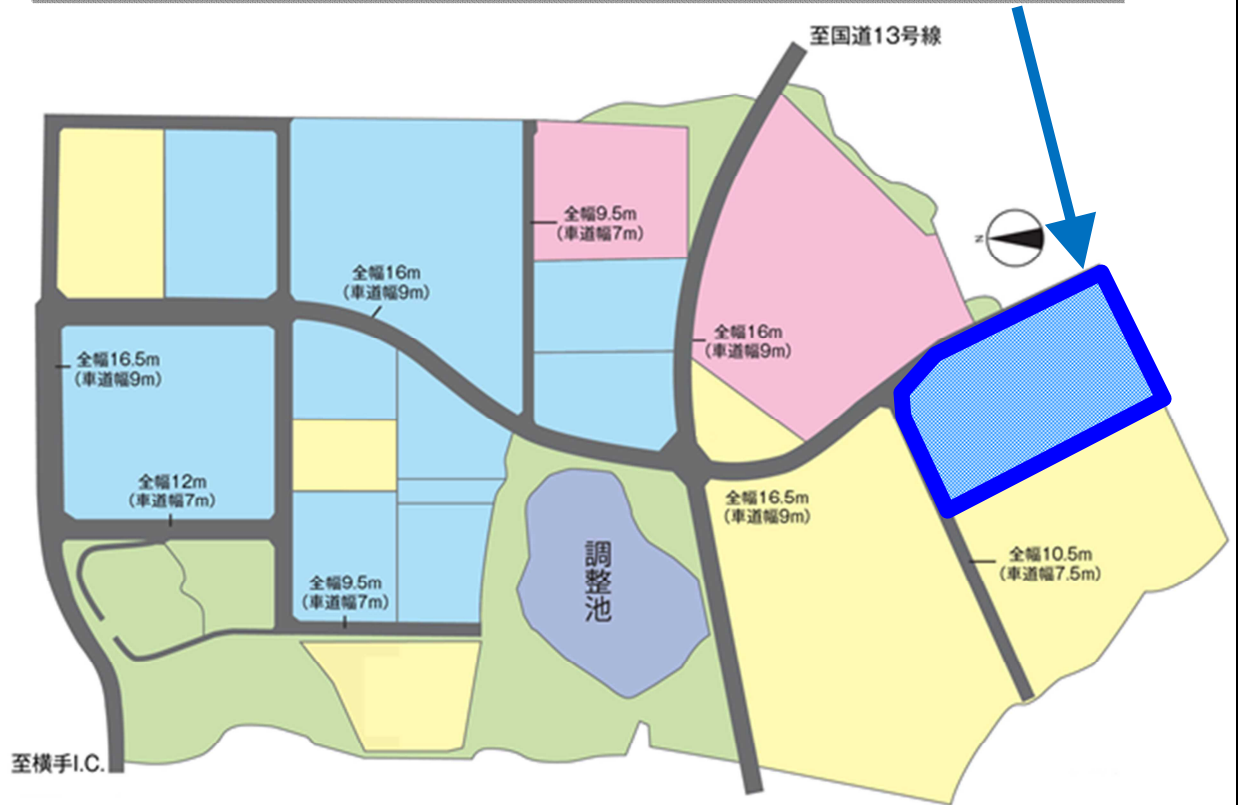 至国道13号線
全幅9.5m
（車道幅7m）
N
全幅16m
（車道幅9m）
全幅16m
（車道幅9m）
全幅16.5m
（車道幅9m）
全幅12m
（車道幅7m）
全幅16.5m
（車道幅9m）
調整池
全幅10.5m
（車道幅7.5m）
全幅9.5m
（車道幅7m）
至横手I.C.